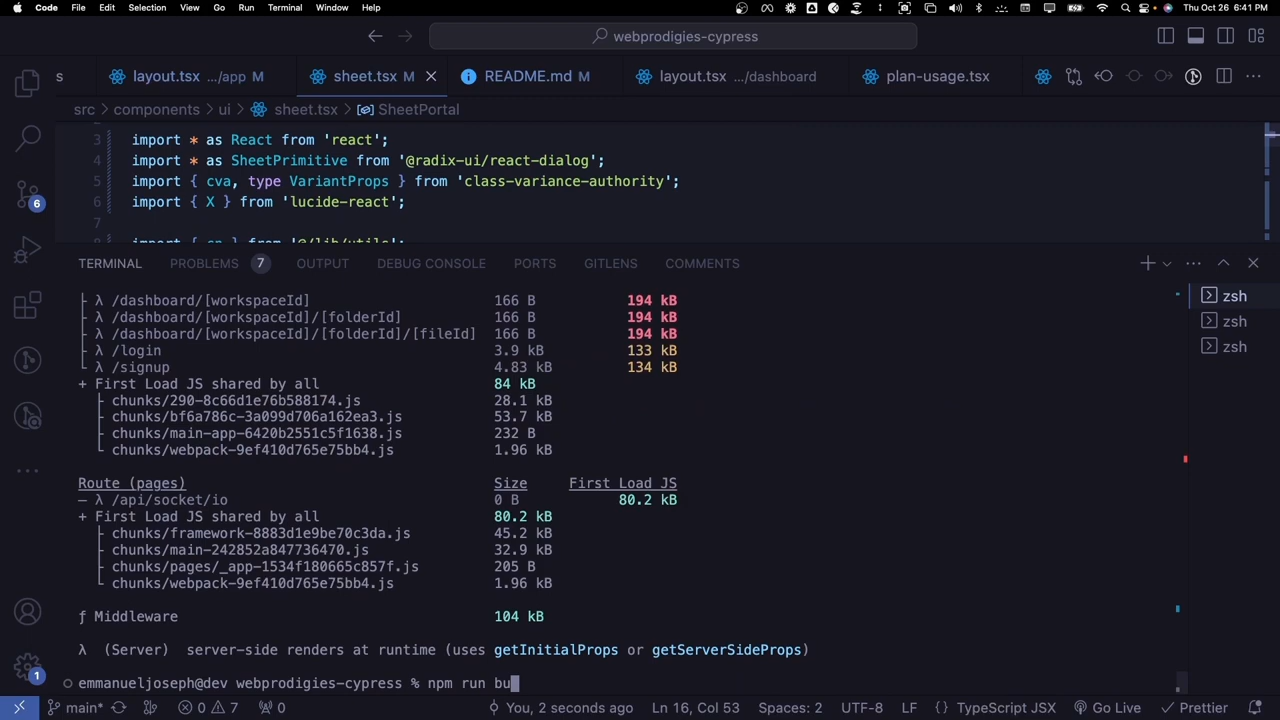 Code File Edit Selection View Go Run Terminal Window Help Thu Oct 26 6:41 PM
webprodigies-cypress
s layout.tsx .../app M sheet.tsx M README.md M layout.tsx .../dashboard plan-usage.tsx
src > components > ui > sheet.tsx > SheetPortal
3 import * as React from 'react';
4 import * as SheetPrimitive from '@radix-ui/react-dialog';
5 import { cva, type VariantProps } from 'class-variance-authority';
6 import { X } from 'lucide-react';
7
8 import { cn } from '@/lib/utils';
6
TERMINAL PROBLEMS 7 OUTPUT DEBUG CONSOLE PORTS GITLENS COMMENTS
zsh
zsh
zsh
├ λ /dashboard/[workspaceId] 166 B 194 kB
├ λ /dashboard/[workspaceId]/[folderId] 166 B 194 kB
├ λ /dashboard/[workspaceId]/[folderId]/[fileId] 166 B 194 kB
├ λ /login 3.9 kB 133 kB
└ λ /signup 4.83 kB 134 kB
+ First Load JS shared by all 84 kB
├ chunks/290-8c66d1e76b588174.js 28.1 kB
├ chunks/bf6a786c-3a099d706a162ea3.js 53.7 kB
├ chunks/main-app-6420b2551c5f1638.js 232 B
└ chunks/webpack-9ef410d765e75bb4.js 1.96 kB
Route (pages) Size First Load JS
─ λ /api/socket/io 0 B 80.2 kB
+ First Load JS shared by all 80.2 kB
├ chunks/framework-8883d1e9be70c3da.js 45.2 kB
├ chunks/main-242852a847736470.js 32.9 kB
├ chunks/pages/_app-1534f180665c857f.js 205 B
└ chunks/webpack-9ef410d765e75bb4.js 1.96 kB
ƒ Middleware 104 kB
λ (Server) server-side renders at runtime (uses getInitialProps or getServerSideProps)
emmanueljoseph@dev webprodigies-cypress % npm run bu
1
main* 0 7 0 You, 2 seconds ago Ln 16, Col 53 Spaces: 2 UTF-8 LF {} TypeScript JSX Go Live Prettier